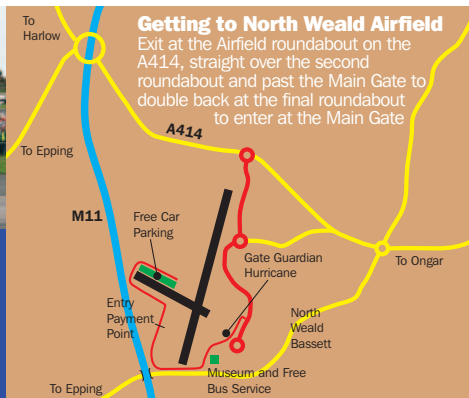 Getting to North Weald Airfield
Exit at the Airfield roundabout on the
A414, straight over the second
roundabout and past the Main Gate to
double back at the final roundabout
to enter at the Main Gate
To
Harlow
A414
To Epping
M11
Free Car
Parking
Gate Guardian
Hurricane
To Ongar
Entry
Payment
Point
North
Weald
Bassett
Museum and Free
Bus Service
To Epping